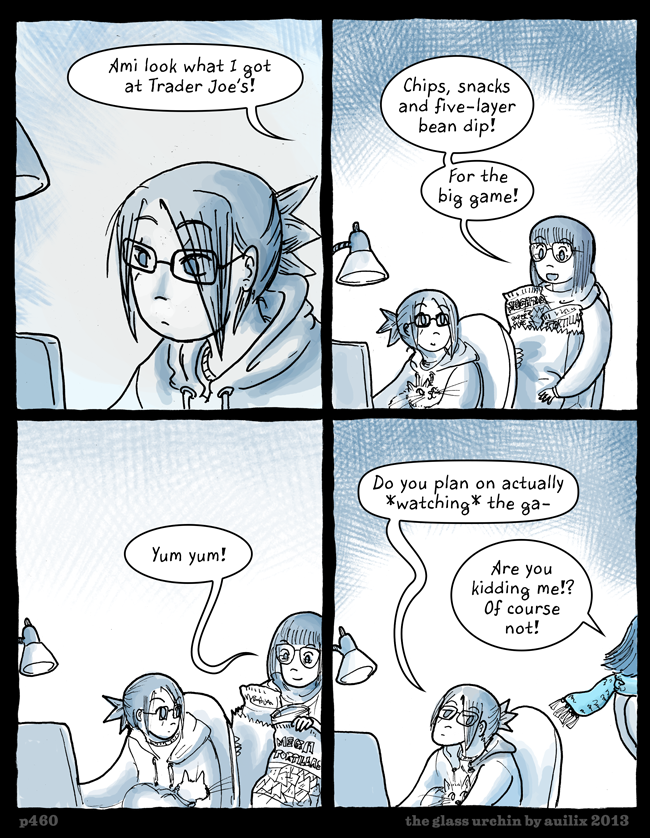 Ami look what I got
at Trader Joe's!
Chips, snacks
and five-layer
bean dip!
For the
big game!
Yum yum!
MEGA
TORTILLAS
Do you plan on actually
*watching* the ga-
Are you
kidding me!?
Of course
not!
p460
the glass urchin by auilix 2013